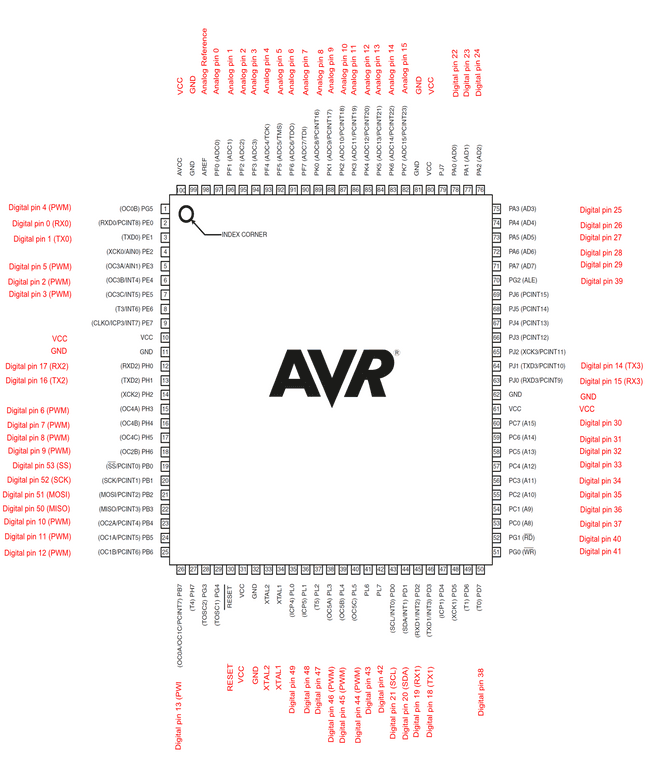 VCC
GND
Analog Reference
Analog pin 0
Analog pin 1
Analog pin 2
Analog pin 3
Analog pin 4
Analog pin 5
Analog pin 6
Analog pin 7
Analog pin 8
Analog pin 9
Analog pin 10
Analog pin 11
Analog pin 12
Analog pin 13
Analog pin 14
Analog pin 15
GND
VCC
Digital pin 22
Digital pin 23
Digital pin 24
AVCC
GND
AREF
PF0 (ADC0)
PF1 (ADC1)
PF2 (ADC2)
PF3 (ADC3)
PF4 (ADC4/TCK)
PF5 (ADC5/TMS)
PF6 (ADC6/TDO)
PF7 (ADC7/TDI)
PK0 (ADC8/PCINT16)
PK1 (ADC9/PCINT17)
PK2 (ADC10/PCINT18)
PK3 (ADC11/PCINT19)
PK4 (ADC12/PCINT20)
PK5 (ADC13/PCINT21)
PK6 (ADC14/PCINT22)
PK7 (ADC15/PCINT23)
GND
VCC
PJ7
PA0 (AD0)
PA1 (AD1)
PA2 (AD2)
100 99 98 97 96 95 94 93 92 91 90 89 88 87 86 85 84 83 82 81 80 79 78 77 76
Digital pin 4 (PWM) (OC0B) PG5 1
Digital pin 0 (RX0) (RXD0/PCINT8) PE0 2
Digital pin 1 (TX0) (TXD0) PE1 3
(XCK0/AIN0) PE2 4
Digital pin 5 (PWM) (OC3A/AIN1) PE3 5
Digital pin 2 (PWM) (OC3B/INT4) PE4 6
Digital pin 3 (PWM) (OC3C/INT5) PE5 7
(T3/INT6) PE6 8
(CLKO/ICP3/INT7) PE7 9
VCC VCC 10
GND GND 11
Digital pin 17 (RX2) (RXD2) PH0 12
Digital pin 16 (TX2) (TXD2) PH1 13
(XCK2) PH2 14
Digital pin 6 (PWM) (OC4A) PH3 15
Digital pin 7 (PWM) (OC4B) PH4 16
Digital pin 8 (PWM) (OC4C) PH5 17
Digital pin 9 (PWM) (OC2B) PH6 18
Digital pin 53 (SS) (SS/PCINT0) PB0 19
Digital pin 52 (SCK) (SCK/PCINT1) PB1 20
Digital pin 51 (MOSI) (MOSI/PCINT2) PB2 21
Digital pin 50 (MISO) (MISO/PCINT3) PB3 22
Digital pin 10 (PWM) (OC2A/PCINT4) PB4 23
Digital pin 11 (PWM) (OC1A/PCINT5) PB5 24
Digital pin 12 (PWM) (OC1B/PCINT6) PB6 25
INDEX CORNER
AVR®
75 PA3 (AD3) Digital pin 25
74 PA4 (AD4) Digital pin 26
73 PA5 (AD5) Digital pin 27
72 PA6 (AD6) Digital pin 28
71 PA7 (AD7) Digital pin 29
70 PG2 (ALE) Digital pin 39
69 PJ6 (PCINT15)
68 PJ5 (PCINT14)
67 PJ4 (PCINT13)
66 PJ3 (PCINT12)
65 PJ2 (XCK3/PCINT11)
64 PJ1 (TXD3/PCINT10) Digital pin 14 (TX3)
63 PJ0 (RXD3/PCINT9) Digital pin 15 (RX3)
62 GND GND
61 VCC VCC
60 PC7 (A15) Digital pin 30
59 PC6 (A14) Digital pin 31
58 PC5 (A13) Digital pin 32
57 PC4 (A12) Digital pin 33
56 PC3 (A11) Digital pin 34
55 PC2 (A10) Digital pin 35
54 PC1 (A9) Digital pin 36
53 PC0 (A8) Digital pin 37
52 PG1 (RD) Digital pin 40
51 PG0 (WR) Digital pin 41
26 27 28 29 30 31 32 33 34 35 36 37 38 39 40 41 42 43 44 45 46 47 48 49 50
(OC0A/OC1C/PCINT7) PB7
(T4) PH7
(TOSC2) PG3
(TOSC1) PG4
RESET
VCC
GND
XTAL2
XTAL1
(ICP4) PL0
(ICP5) PL1
(T5) PL2
(OC5A) PL3
(OC5B) PL4
(OC5C) PL5
PL6
PL7
(SCL/INT0) PD0
(SDA/INT1) PD1
(RXD1/INT2) PD2
(TXD1/INT3) PD3
(ICP1) PD4
(XCK1) PD5
(T1) PD6
(T0) PD7
Digital pin 13 (PWI
RESET
VCC
GND
XTAL2
XTAL1
Digital pin 49
Digital pin 48
Digital pin 47
Digital pin 46 (PWM)
Digital pin 45 (PWM)
Digital pin 44 (PWM)
Digital pin 43
Digital pin 42
Digital pin 21 (SCL)
Digital pin 20 (SDA)
Digital pin 19 (RX1)
Digital pin 18 (TX1)
Digital pin 38